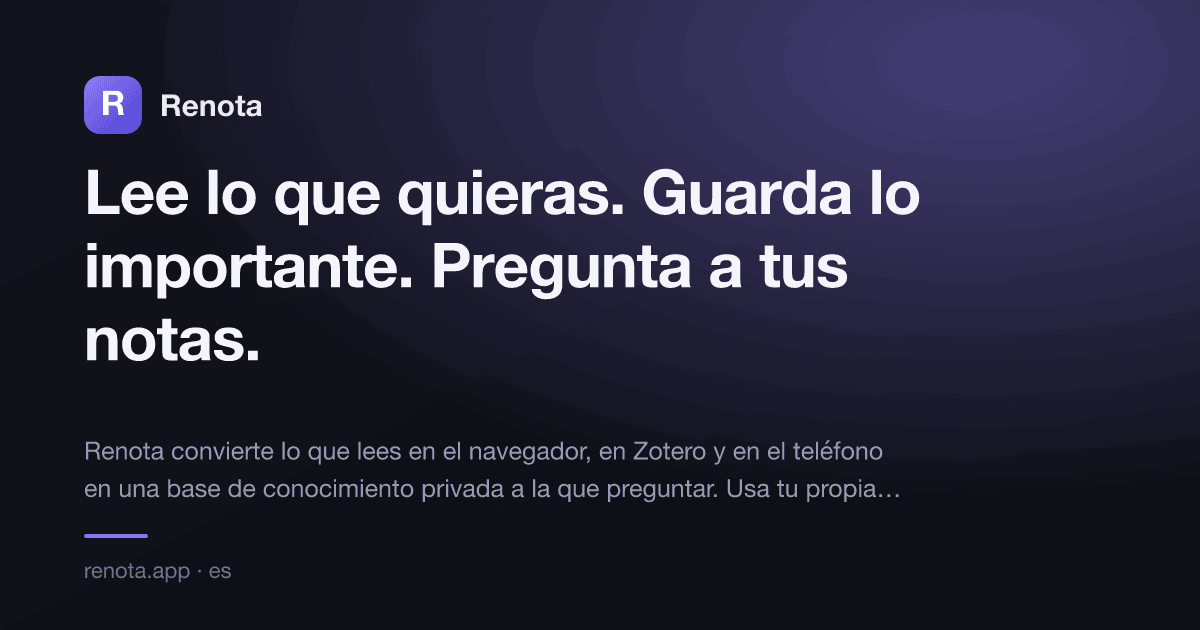 R
Renota
Lee lo que quieras. Guarda lo
importante. Pregunta a tus
notas.
Renota convierte lo que lees en el navegador, en Zotero y en el teléfono
en una base de conocimiento privada a la que preguntar. Usa tu propia…
renota.app · es